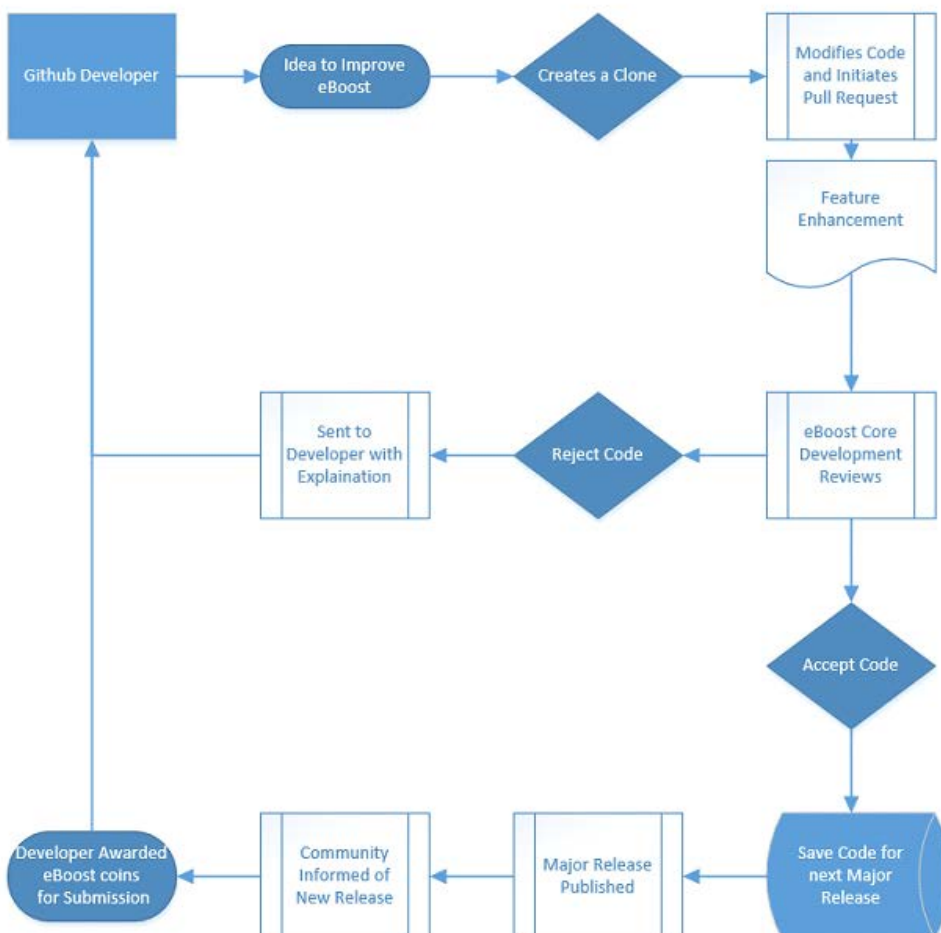 Github Developer
Idea to Improve
eBoost
Creates a Clone
Modifies Code
and Initiates
Pull Request
Feature
Enhancement
Sent to
Developer with
Explaination
Reject Code
eBoost Core
Development
Reviews
Accept Code
Developer Awarded
eBoost coins
for Submission
Community
Informed of
New Release
Major Release
Published
Save Code for
next Major
Release